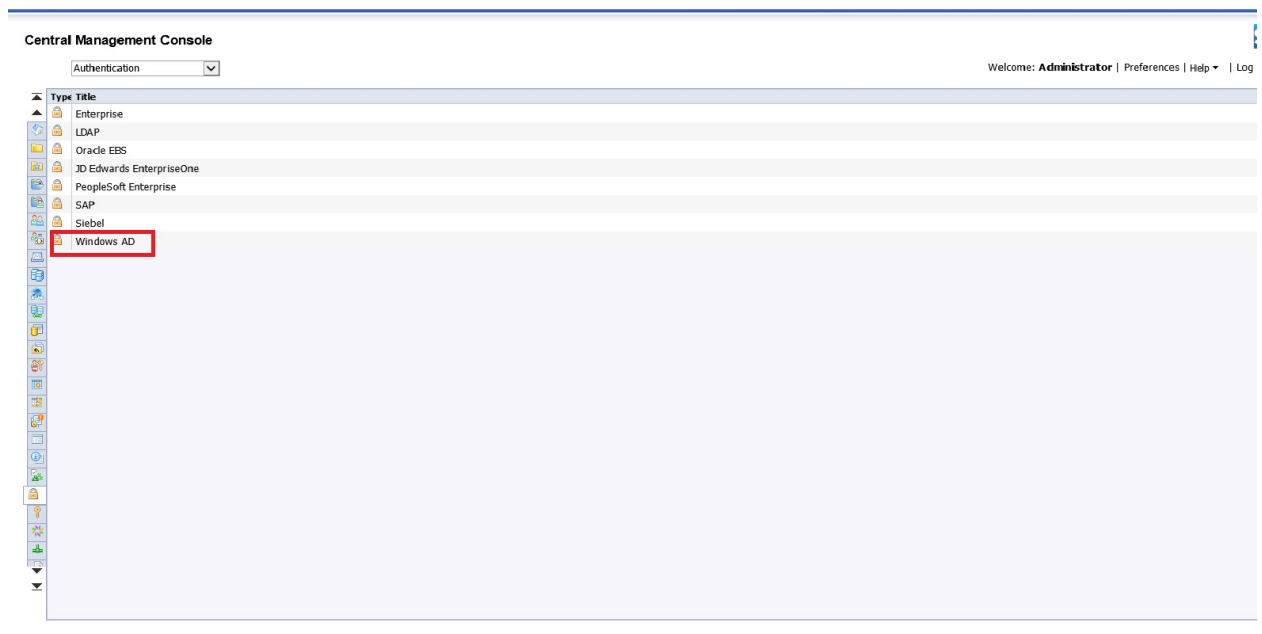 Central Management Console
Authentication
Welcome: Administrator | Preferences | Help | Log
Type Title
Enterprise
LDAP
Oracle EBS
JD Edwards EnterpriseOne
PeopleSoft Enterprise
SAP
Siebel
Windows AD